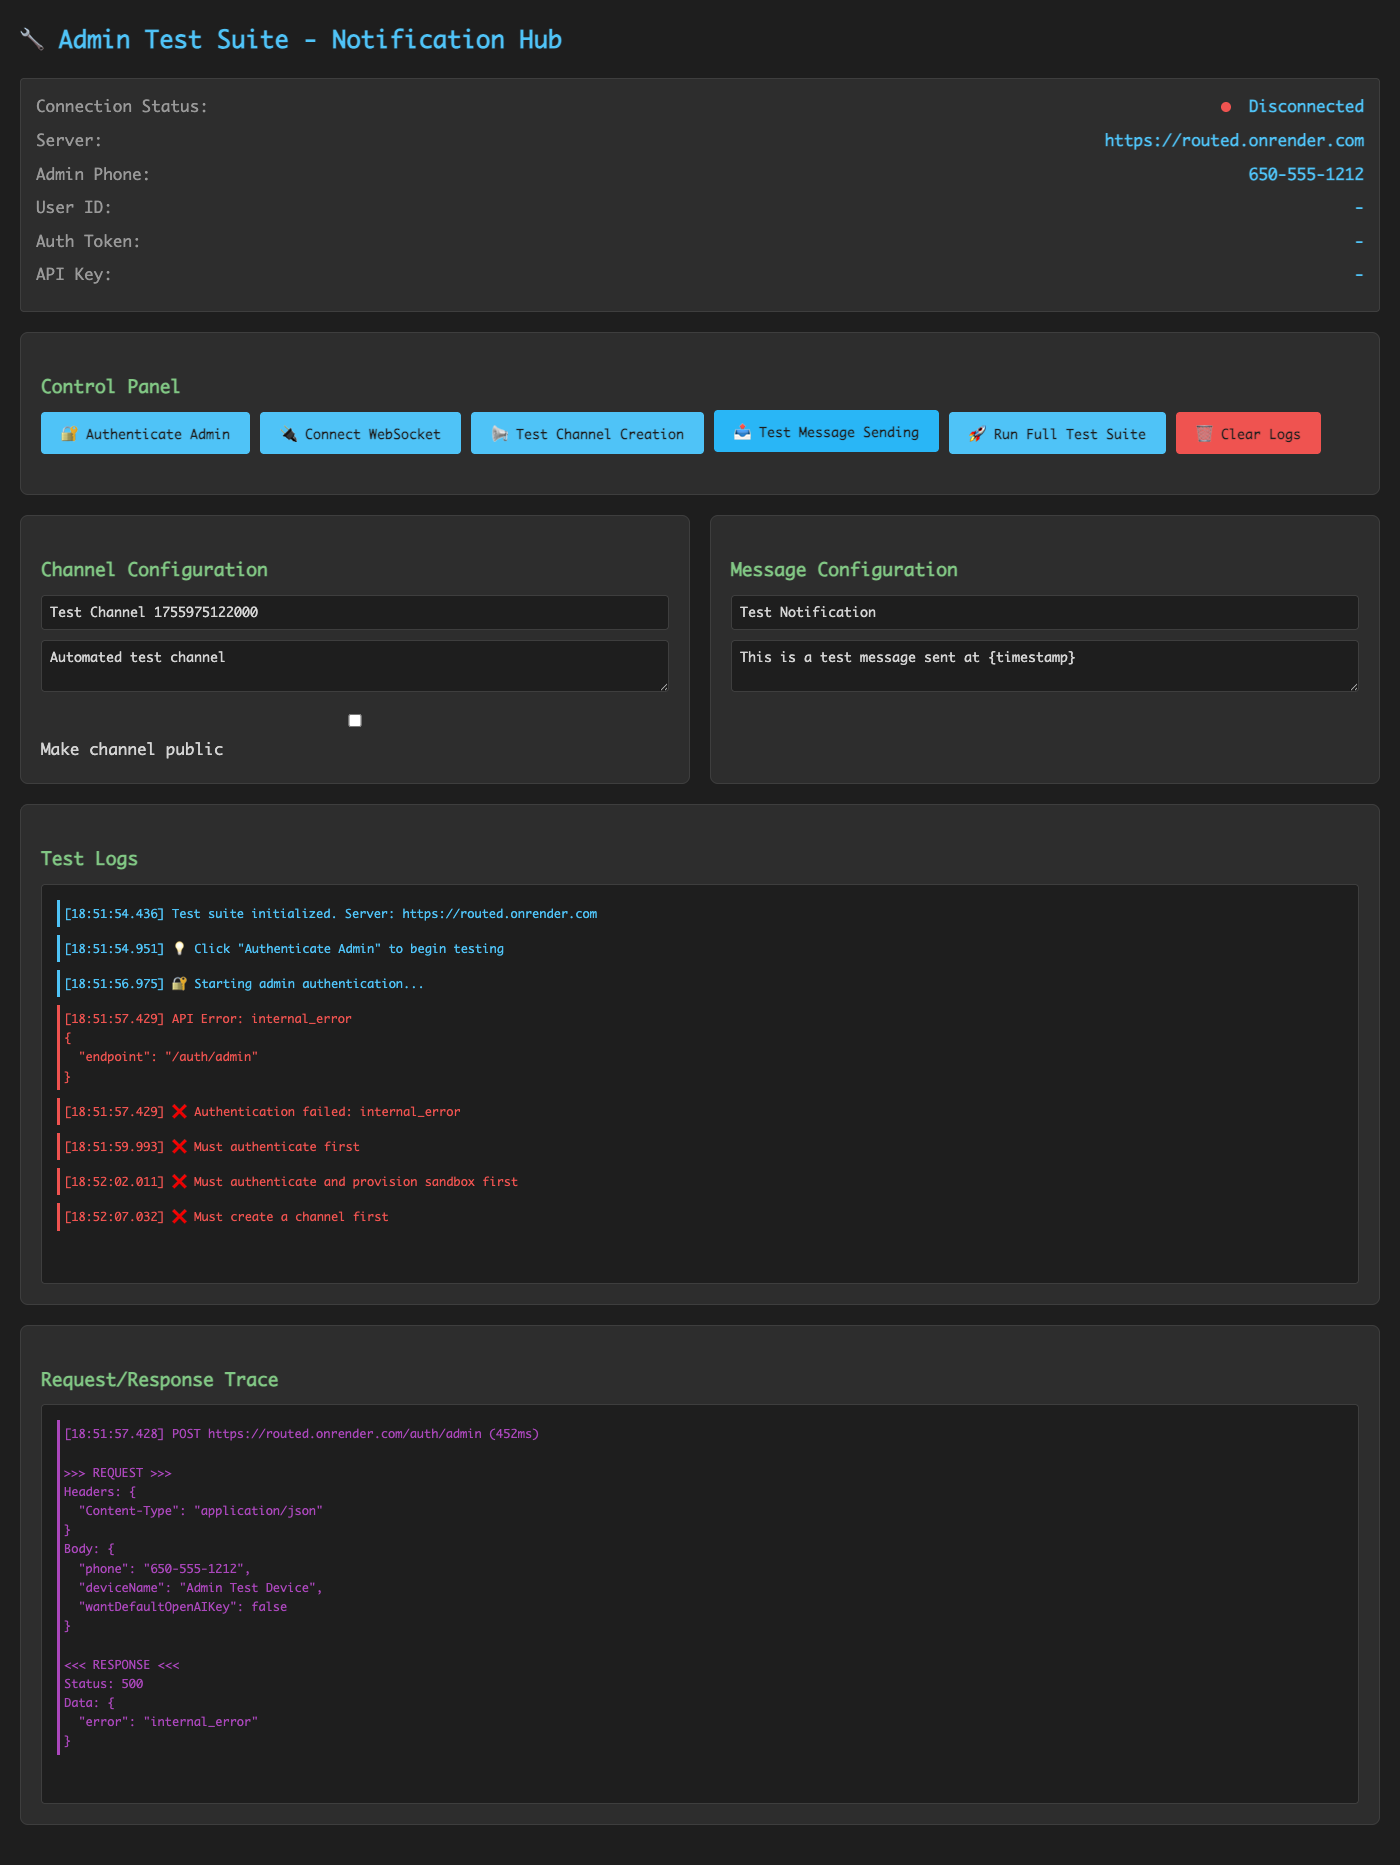 🔧 Admin Test Suite - Notification Hub
Connection Status: Disconnected
Server: https://routed.onrender.com
Admin Phone: 650-555-1212
User ID: -
Auth Token: -
API Key: -
Control Panel
🔐 Authenticate Admin 🔌 Connect WebSocket 📢 Test Channel Creation 📤 Test Message Sending 🚀 Run Full Test Suite 🗑️ Clear Logs
Channel Configuration
Test Channel 1755975122000
Automated test channel
Make channel public
Message Configuration
Test Notification
This is a test message sent at {timestamp}
Test Logs
[18:51:54.436] Test suite initialized. Server: https://routed.onrender.com
[18:51:54.951] 💡 Click "Authenticate Admin" to begin testing
[18:51:56.975] 🔐 Starting admin authentication...
[18:51:57.429] API Error: internal_error
{
  "endpoint": "/auth/admin"
}
[18:51:57.429] ❌ Authentication failed: internal_error
[18:51:59.993] ❌ Must authenticate first
[18:52:02.011] ❌ Must authenticate and provision sandbox first
[18:52:07.032] ❌ Must create a channel first
Request/Response Trace
[18:51:57.428] POST https://routed.onrender.com/auth/admin (452ms)
>>> REQUEST >>>
Headers: {
  "Content-Type": "application/json"
}
Body: {
  "phone": "650-555-1212",
  "deviceName": "Admin Test Device",
  "wantDefaultOpenAIKey": false
}
<<< RESPONSE <<<
Status: 500
Data: {
  "error": "internal_error"
}